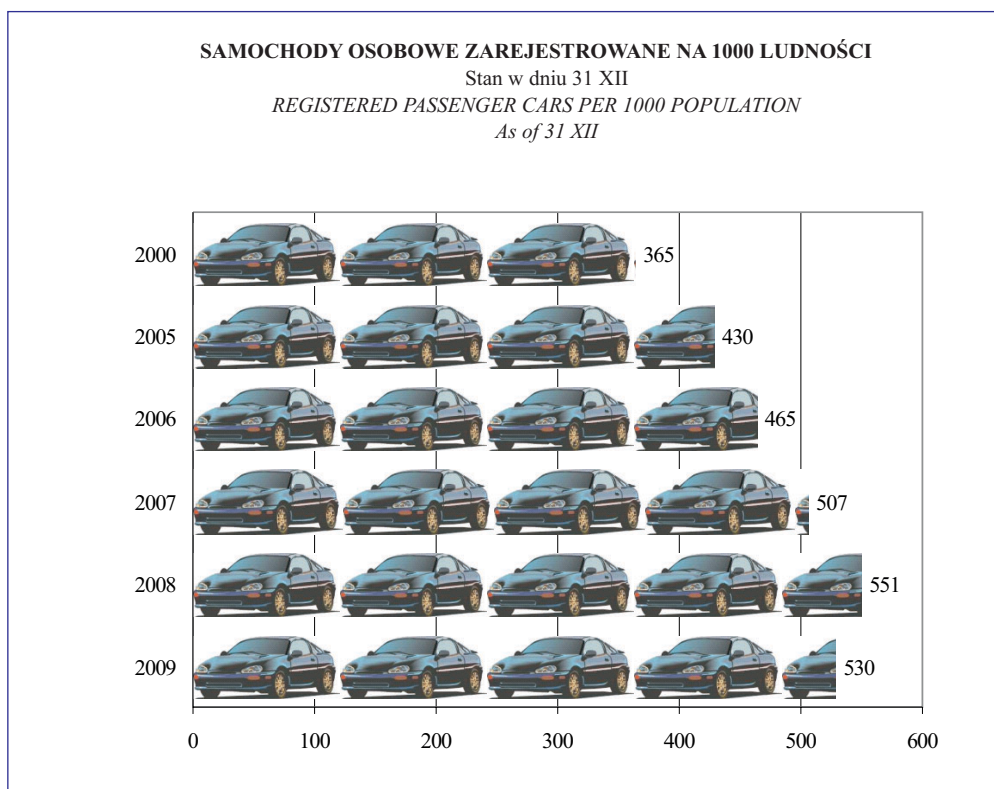 SAMOCHODY OSOBOWE ZAREJESTROWANE NA 1000 LUDNOŚCI
Stan w dniu 31 XII
REGISTERED PASSENGER CARS PER 1000 POPULATION
As of 31 XII
2000 365
2005 430
2006 465
2007 507
2008 551
2009 530
0 100 200 300 400 500 600